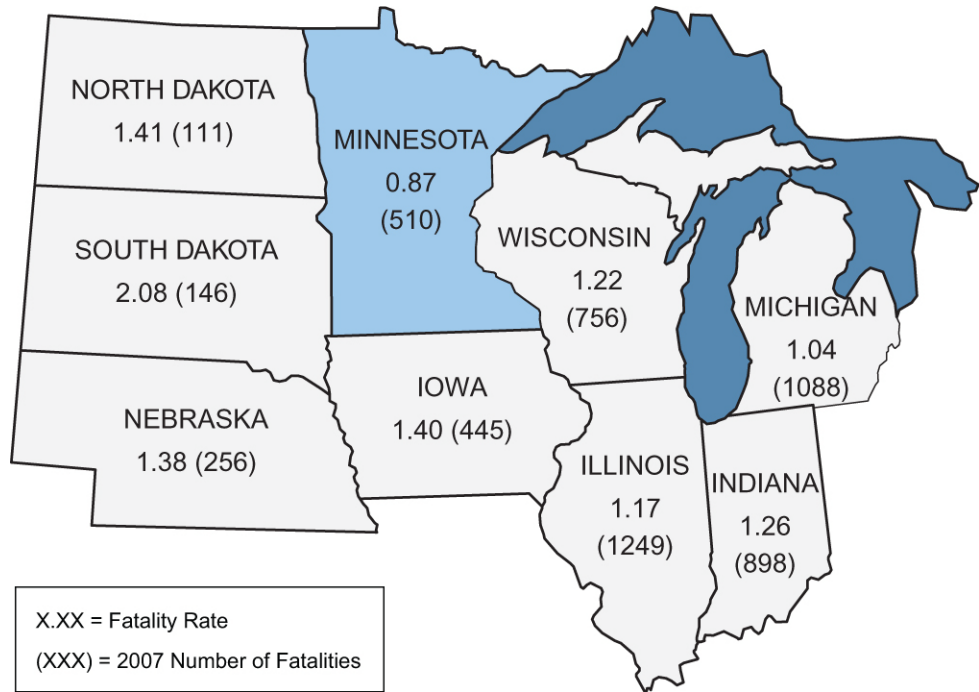 NORTH DAKOTA
1.41 (111)
MINNESOTA
0.87
(510)
SOUTH DAKOTA
2.08 (146)
WISCONSIN
1.22
(756)
MICHIGAN
1.04
(1088)
NEBRASKA
1.38 (256)
IOWA
1.40 (445)
ILLINOIS
1.17
(1249)
INDIANA
1.26
(898)
X.XX = Fatality Rate
(XXX) = 2007 Number of Fatalities